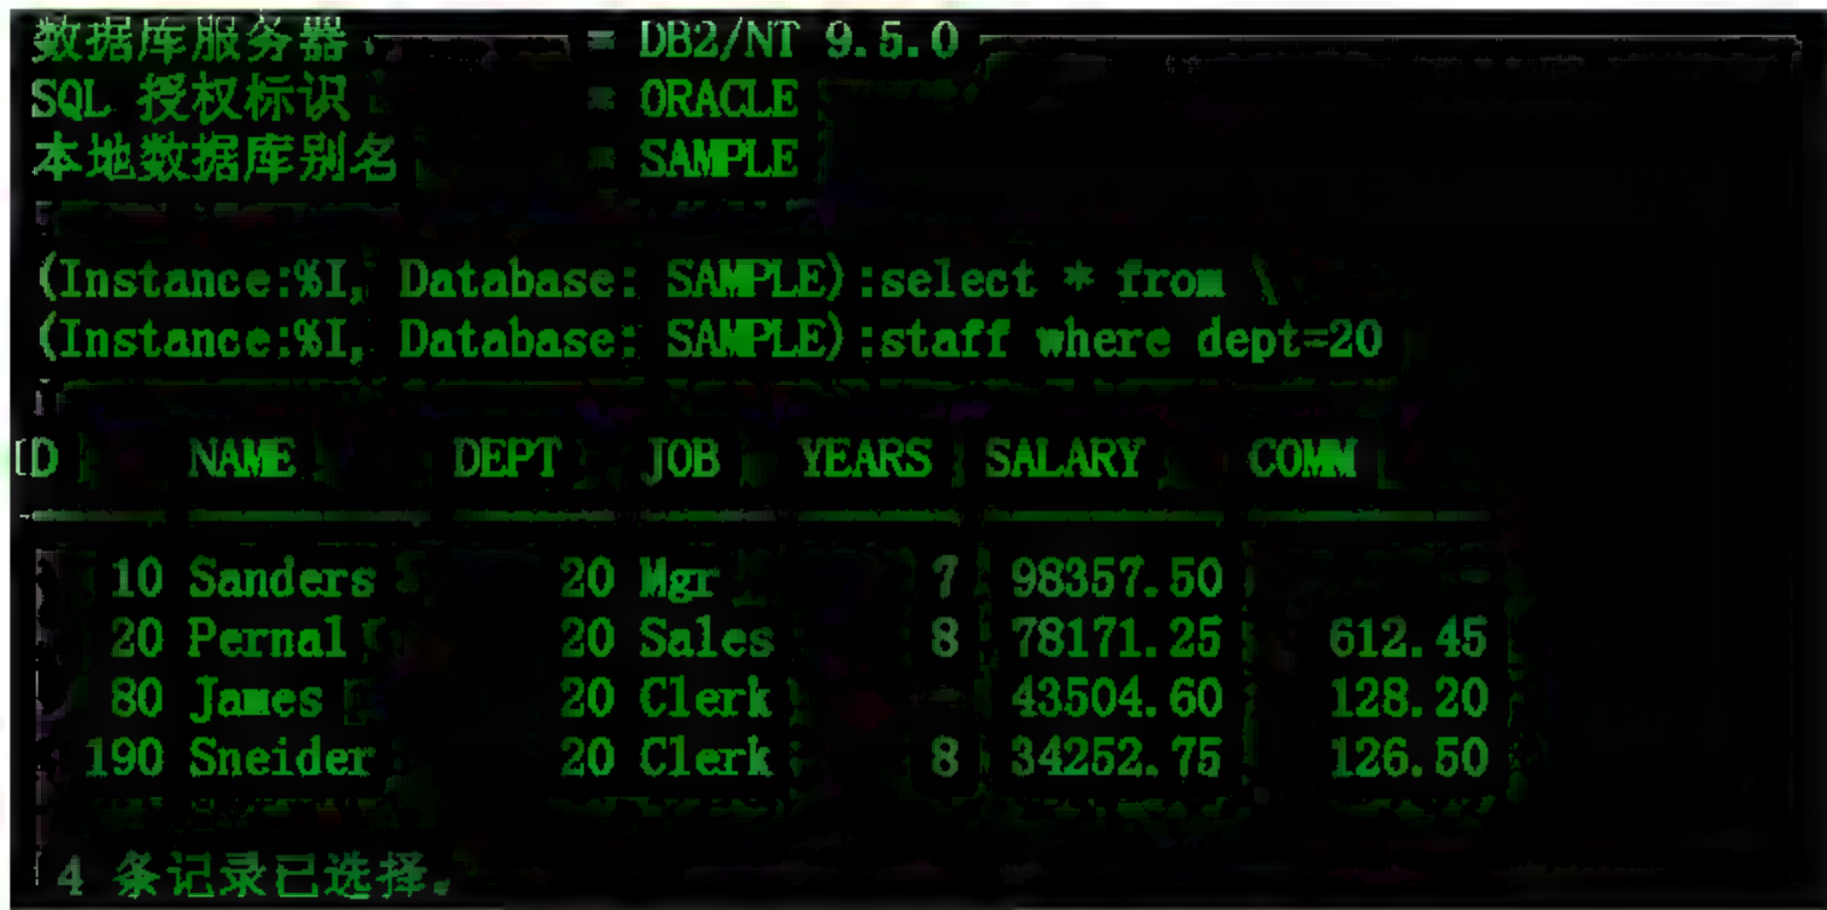 数据库服务器 = DB2/NT 9.5.0
SQL 授权标识 = ORACLE
本地数据库别名 = SAMPLE
(Instance:%I, Database: SAMPLE):select * from \
(Instance:%I, Database: SAMPLE):staff where dept=20
ID NAME DEPT JOB YEARS SALARY COMM
10 Sanders 20 Mgr 7 98357.50 -
20 Pernal 20 Sales 8 78171.25 612.45
80 James 20 Clerk - 43504.60 128.20
190 Sneider 20 Clerk 8 34252.75 126.50
4 条记录已选择。